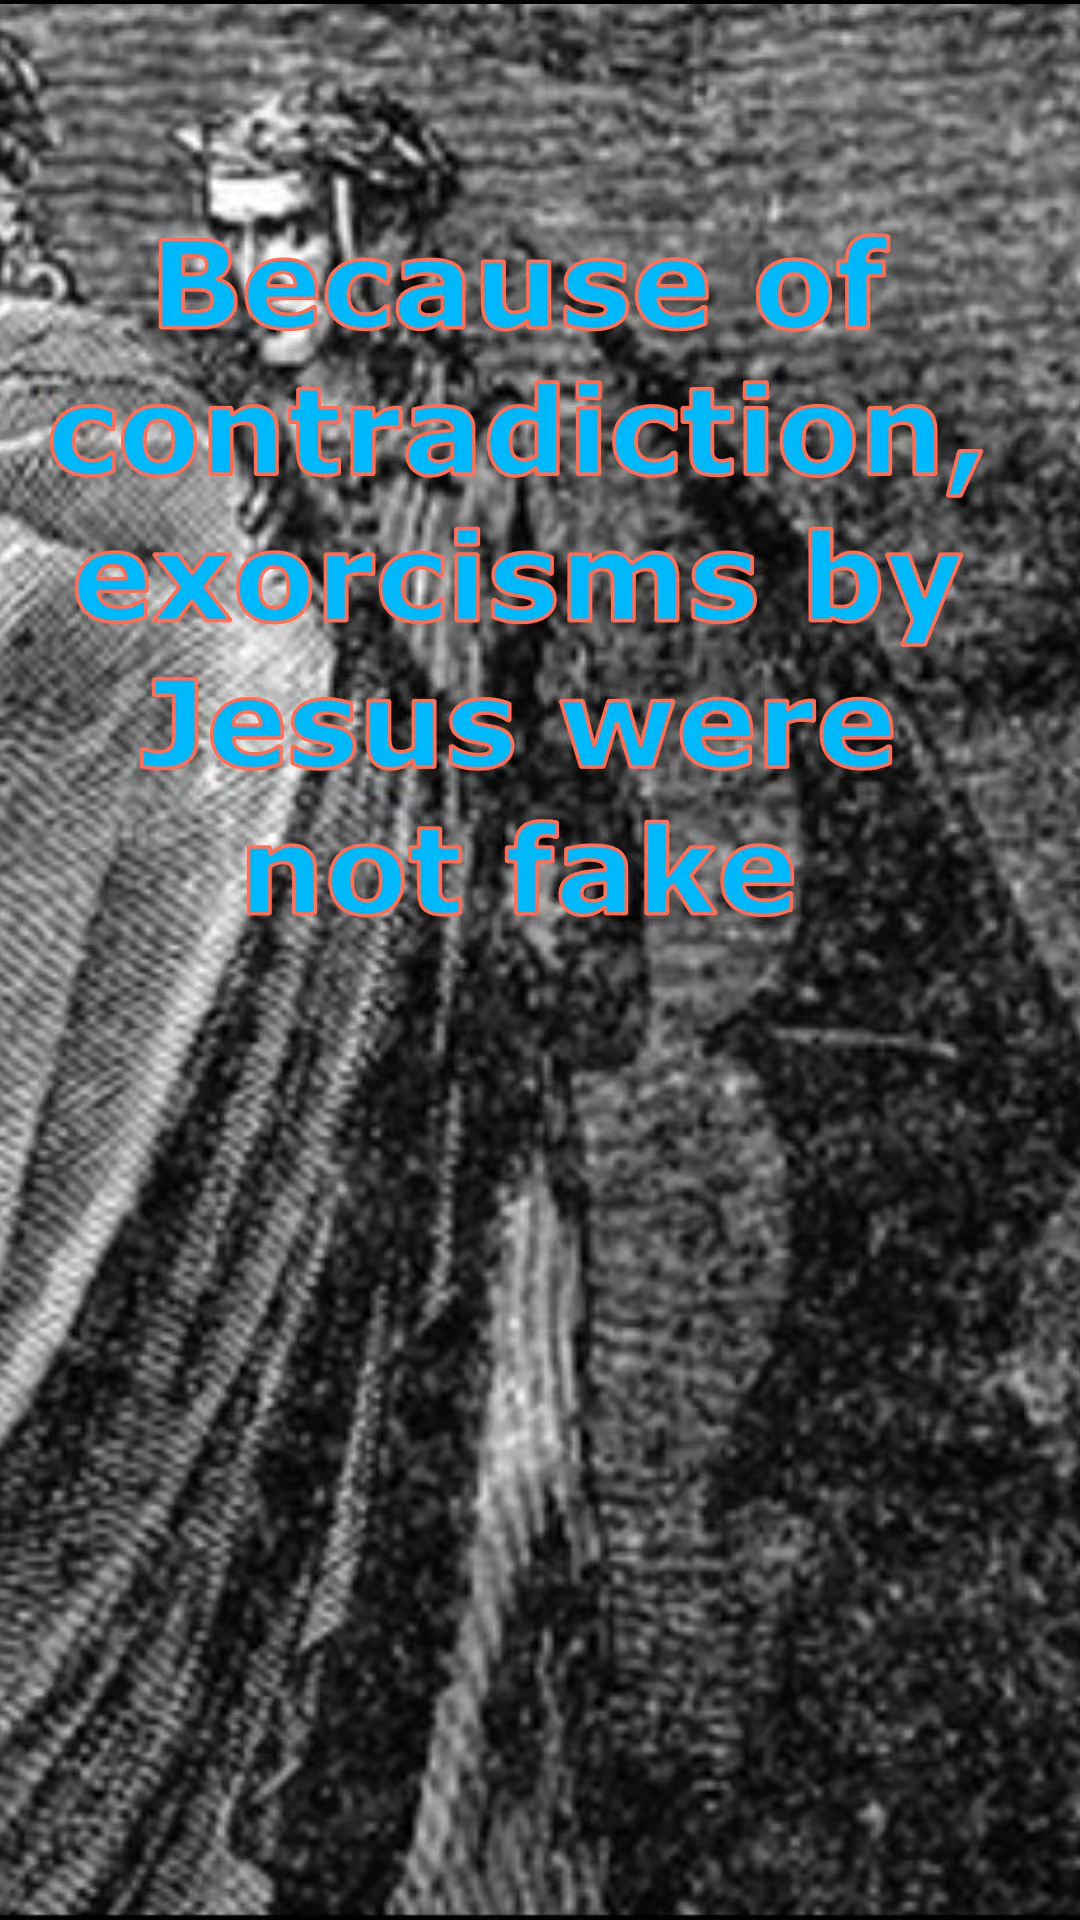 Because of
contradiction,
exorcisms by
Jesus were
not fake